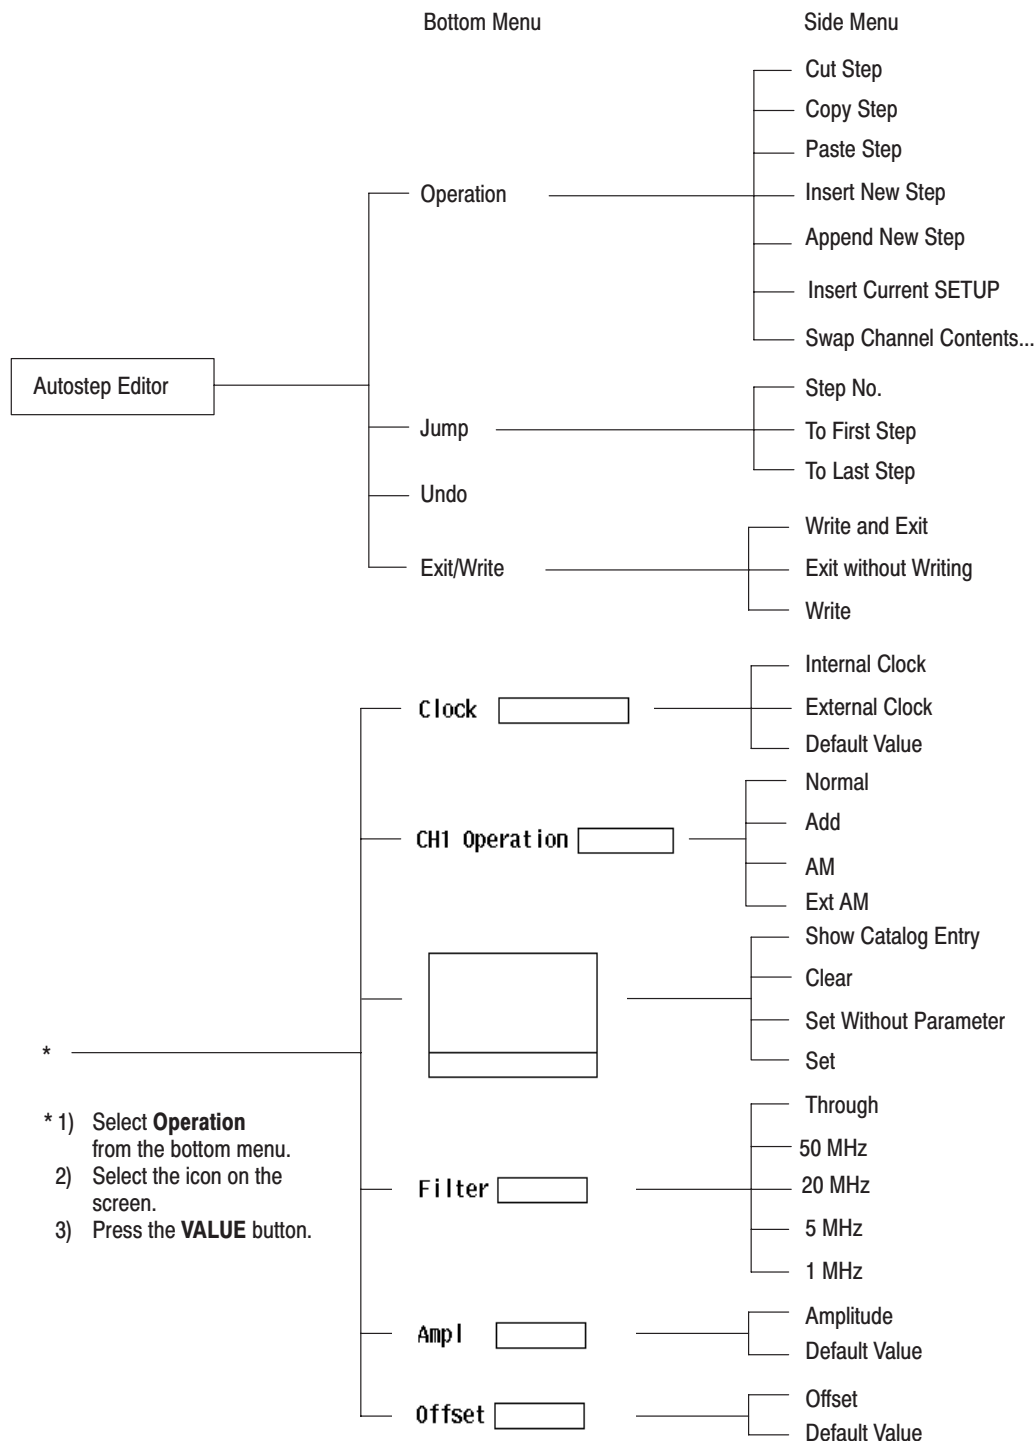 Bottom Menu
Side Menu
Cut Step
Copy Step
Paste Step
Operation
Insert New Step
Append New Step
Insert Current SETUP
Swap Channel Contents...
Autostep Editor
Step No.
Jump
To First Step
To Last Step
Undo
Write and Exit
Exit/Write
Exit without Writing
Write
Internal Clock
Clock
External Clock
Default Value
Normal
Add
CH1 Operation
AM
Ext AM
Show Catalog Entry
Clear
Set Without Parameter
Set
*
* 1) Select Operation
from the bottom menu.
2) Select the icon on the
screen.
3) Press the VALUE button.
Through
50 MHz
Filter
20 MHz
5 MHz
1 MHz
Amplitude
Ampl
Default Value
Offset
Offset
Default Value